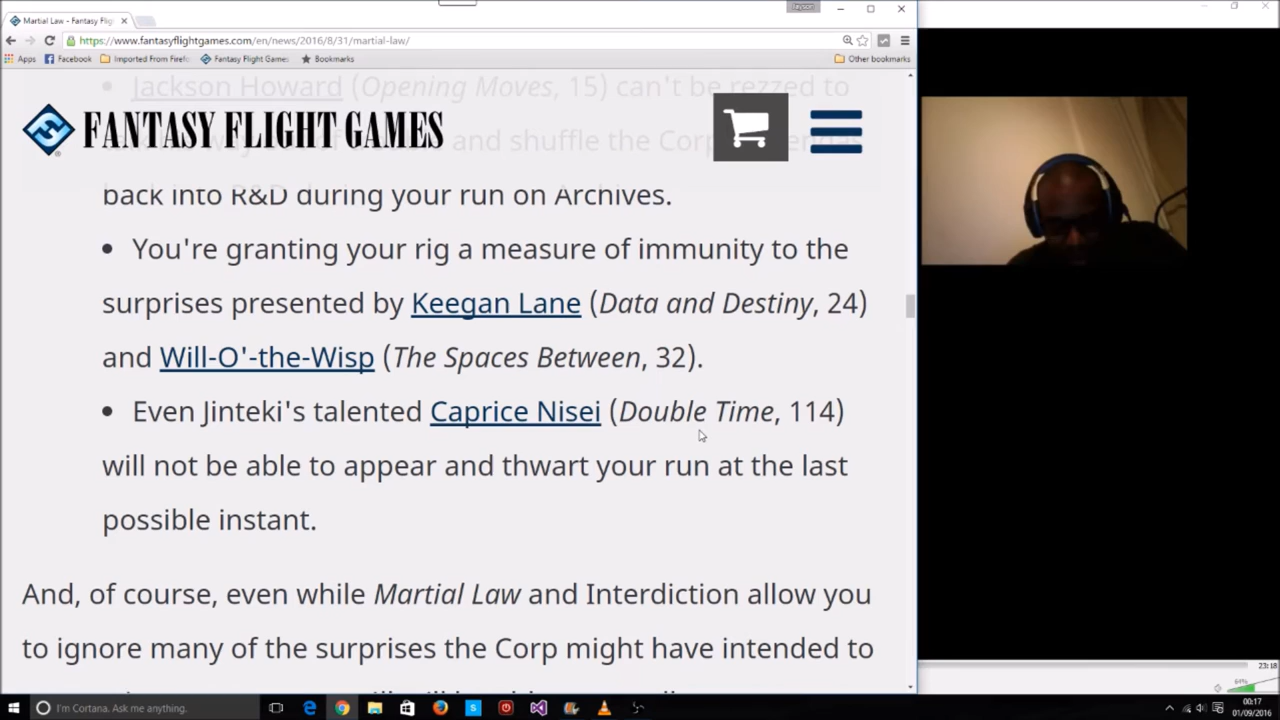 Jayson
Martial Law - Fantasy Flig
https://www.fantasyflightgames.com/en/news/2016/8/31/martial-law/
Apps Facebook Imported From Firefo Fantasy Flight Games Bookmarks Other bookmarks
Jackson Howard (Opening Moves, 15) can't be rezzed to
FANTASY FLIGHT GAMES
and shuffle the Corp
back into R&D during your run on Archives.
• You're granting your rig a measure of immunity to the
surprises presented by Keegan Lane (Data and Destiny, 24)
and Will-O'-the-Wisp (The Spaces Between, 32).
• Even Jinteki's talented Caprice Nisei (Double Time, 114)
will not be able to appear and thwart your run at the last
possible instant.
And, of course, even while Martial Law and Interdiction allow you
to ignore many of the surprises the Corp might have intended to
23:18
64%
I'm Cortana. Ask me anything.
00:17
01/09/2016